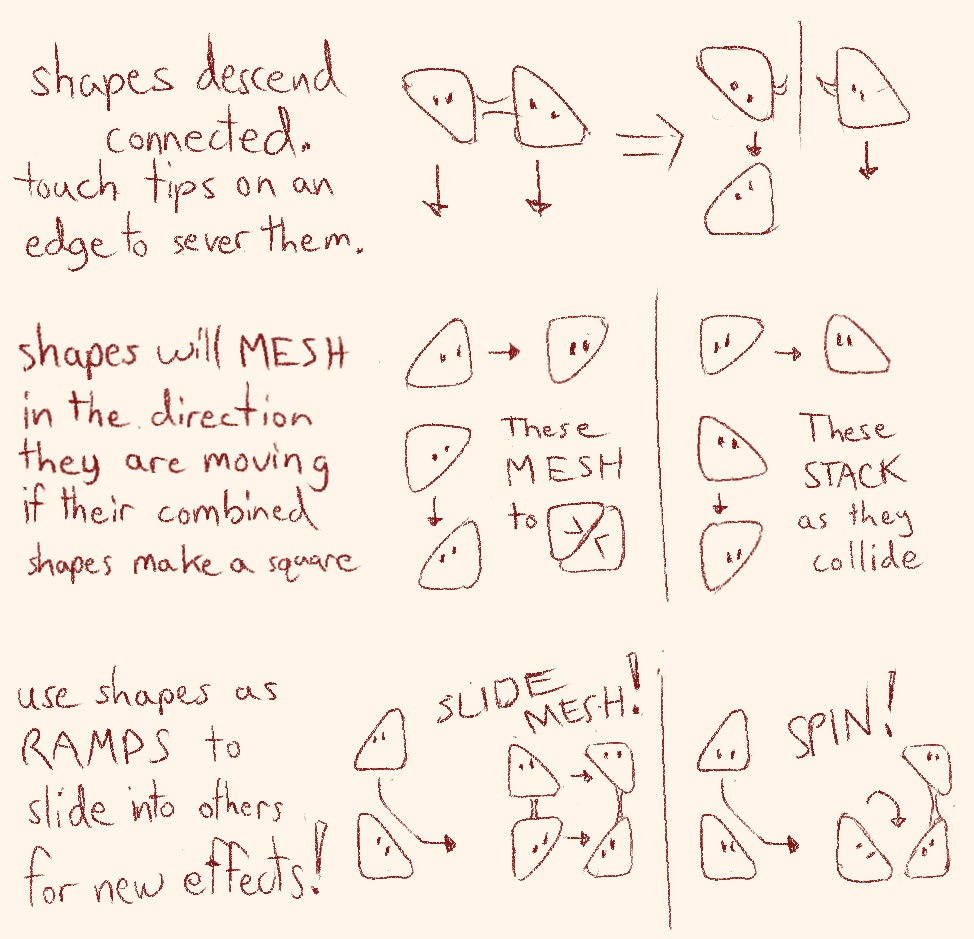 shapes descend
connected.
touch tips on an
edge to sever them.
shapes will MESH
in the direction
they are moving
if their combined
shapes make a square
These
MESH
to
These
STACK
as they
collide
use shapes as
RAMPS to
slide into others
for new effects!
SLIDE
MESH!
SPIN!